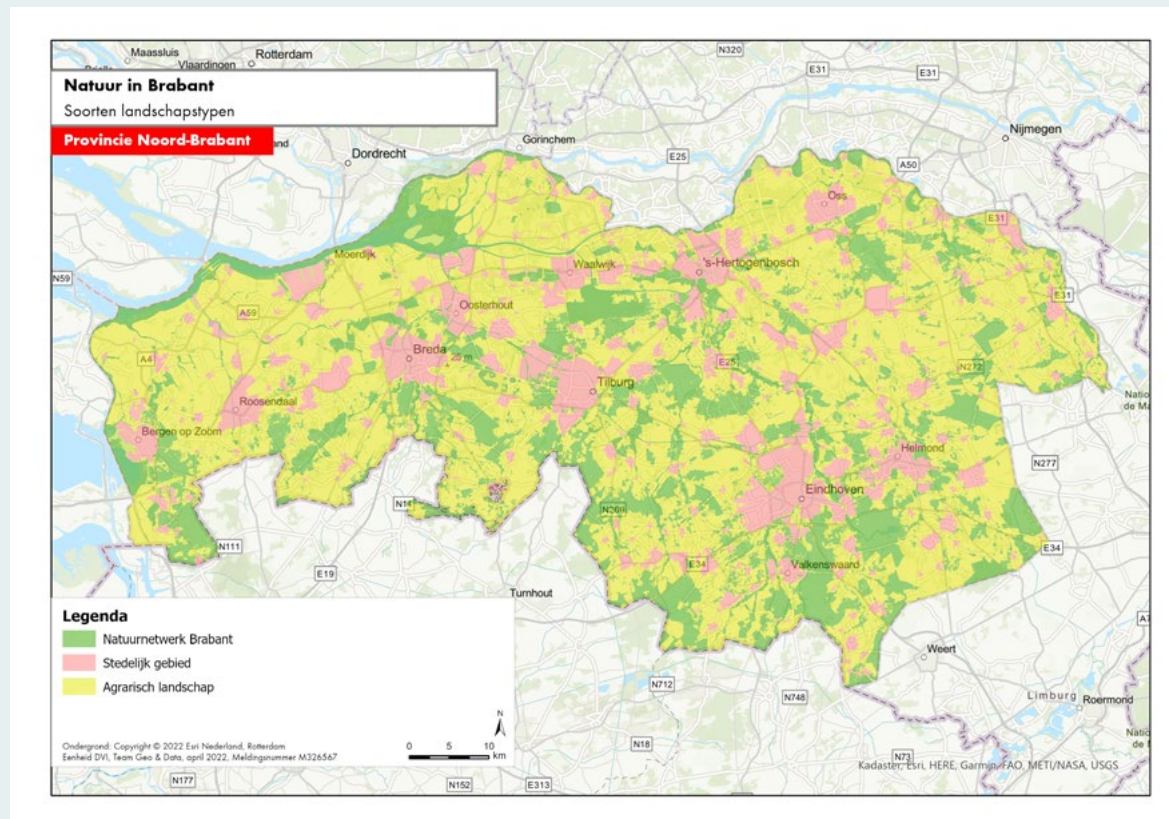 Maassluis
Rotterdam
Vlaardingen
N320
E31
E31
Natuur in Brabant
Soorten landschapstypen
Provincie Noord-Brabant
Gorinchem
Nijmegen
Dordrecht
E25
A50
Oss
E31
Moerdijk
Waalwijk
's-Hertogenbosch
N59
E31
Oosterhout
A59
Breda
25 m
A4
E25
N272
Tilburg
Roosendaal
Bergen op Zoom
Helmond
N277
Eindhoven
N14
N269
N111
E34
E34
E19
Valkenswaard
Turnhout
Legenda
Natuurnetwerk Brabant
Stedelijk gebied
Agrarisch landschap
Weert
N712
N748
Limburg
Roermond
N
Ondergrond: Copyright © 2022 Esri Nederland, Rotterdam
Eenheid DVI, Team Geo & Data, april 2022, Meldingsnummer M326567
0 5 10
km
N18
N73
Kadaster, Esri, HERE, Garmin, FAO, METI/NASA, USGS
N177
N152
E313